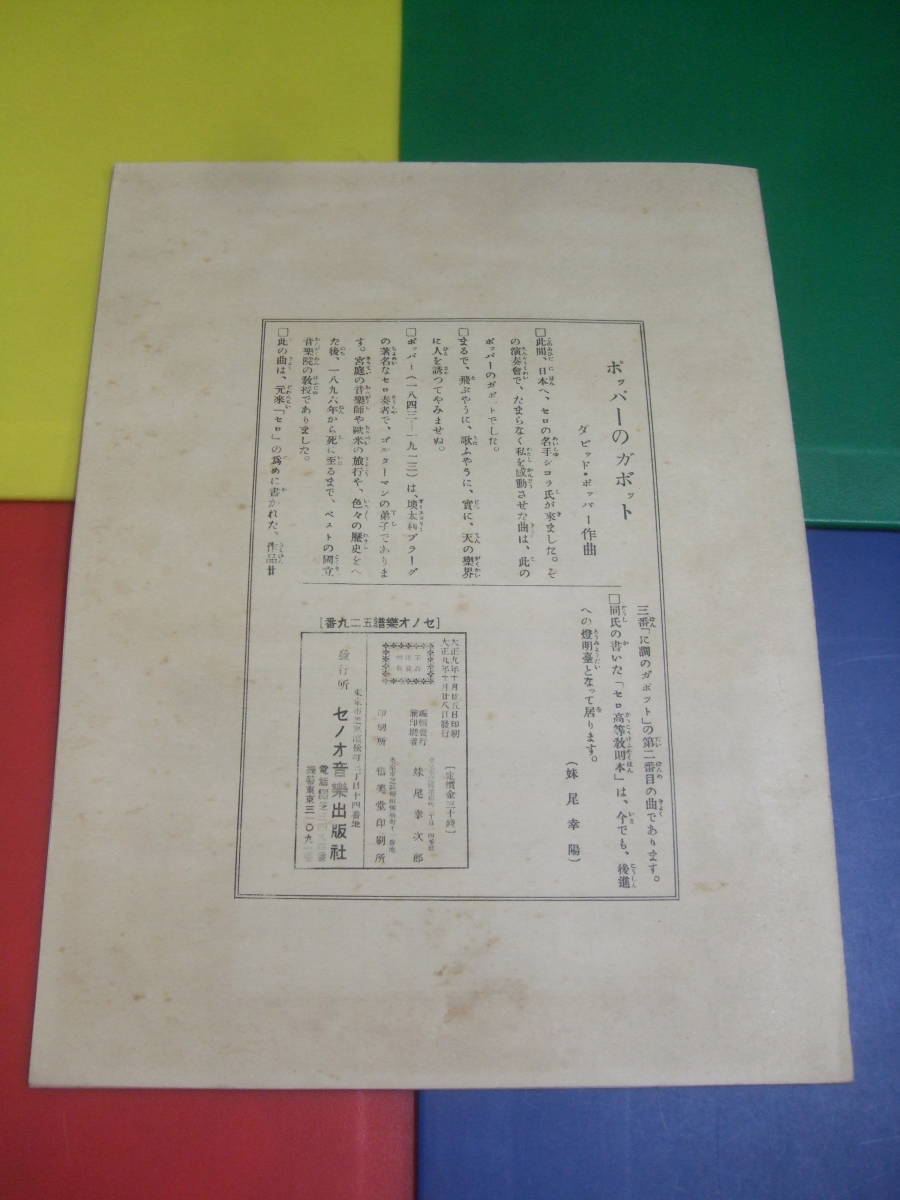 ポッパーのガボット
ダビッド・ポッパー作曲
□此間、日本へ、セロの名手シコラ氏が來ました。そ
の演奏會で、たまらなく私を感動させた曲は、此の
ポッパーのガボットでした。
□まるで、飛ぶやうに、歌ふやうに、實に、天の樂界
に人を誘つてやみませぬ。
□ポッパー(一八四三―一九一三)は、墺太利プラーグ
の著名なセロ奏者で、ゴルターマンの弟子でありま
す。宮庭の音樂師や歐米の旅行や、色々の歷史をへ
た後、一八九六年から死に至るまで、ペストの國立
音樂院の敎授でありました。
□此の曲は、元來「セロ」の爲めに書かれた、作品廿
三番「に調のガボット」の第二番目の曲であります。
□同氏の書いた「セロ高等敎則本」は、今でも、後進
への燈明臺となつて居ります。
(妹尾幸陽)
[セノオ樂譜五二九番]
大正九年十月廿五日印刷
大正九年十月廿八日發行
[定價金三十錢]
編輯發行
兼印刷者
妹尾幸次郎
印刷所
信美堂印刷所
發行所
セノオ音樂出版社